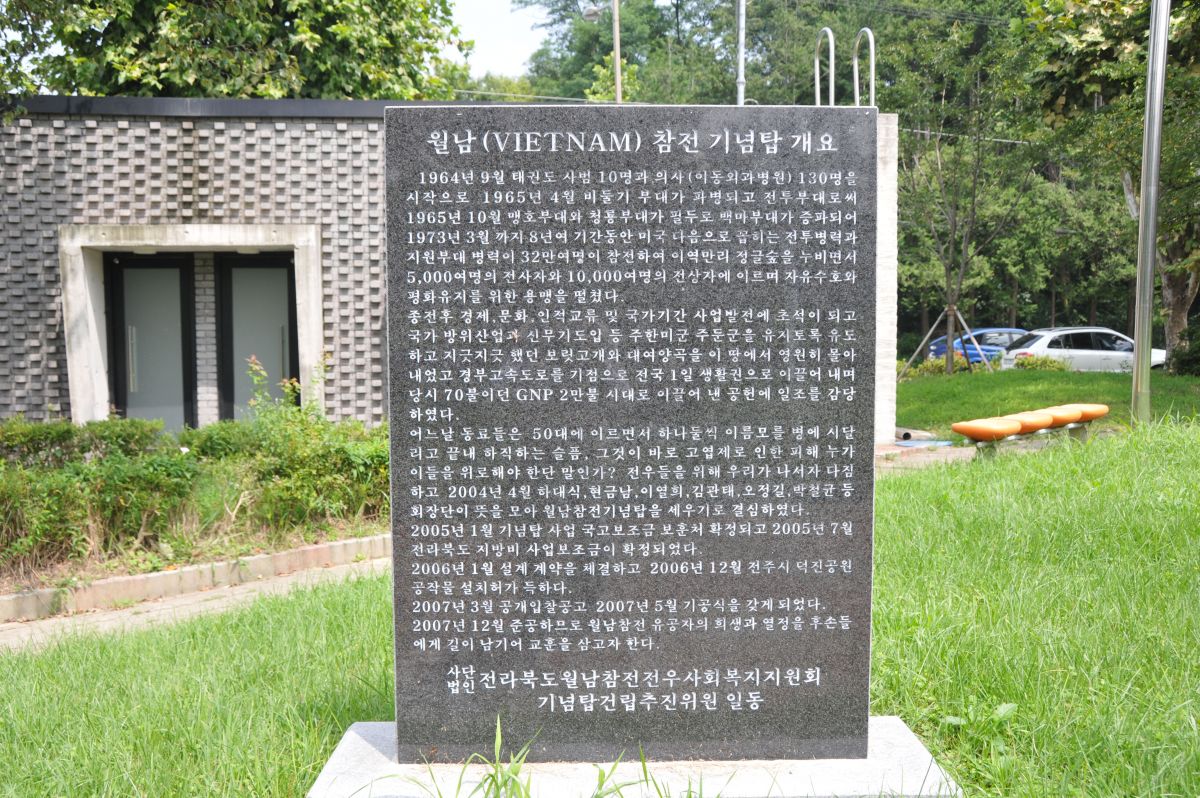 월남(VIETNAM) 참전 기념탑 개요
1964년 9월 태권도 사범 10명과 의사(이동외과병원) 130명을
시작으로 1965년 4월 비둘기 부대가 파병되고 전투부대로써
1965년 10월 맹호부대와 청룡부대가 필두로 백마부대가 증파되어
1973년 3월 까지 8년여 기간동안 미국 다음으로 꼽히는 전투병력과
지원부대 병력이 32만여명이 참전하여 이역만리 정글숲을 누비면서
5,000여명의 전사자와 10,000여명의 전상자에 이르며 자유수호와
평화유지를 위한 용맹을 떨쳤다.
종전후 경제,문화,인적교류 및 국가기간 사업발전에 초석이 되고
국가 방위산업과 신무기도입 등 주한미군 주둔군을 유지토록 유도
하고 지긋지긋 했던 보릿고개와 대여양곡을 이 땅에서 영원히 몰아
내었고 경부고속도로를 기점으로 전국 1일 생활권으로 이끌어 내며
당시 70불이던 GNP 2만불 시대로 이끌어 낸 공헌에 일조를 감당
하였다.
어느날 동료들은 50대에 이르면서 하나둘씩 이름모를 병에 시달
리고 끝내 하직하는 슬픔, 그것이 바로 고엽제로 인한 피해 누가
이들을 위로해야 한단 말인가? 전우들을 위해 우리가 나서자 다짐
하고 2004년 4월 하대식,현금남,이열희,김관태,오정길,박철균 등
회장단이 뜻을 모아 월남참전기념탑을 세우기로 결심하였다.
2005년 1월 기념탑 사업 국고보조금 보훈처 확정되고 2005년 7월
전라북도 지방비 사업보조금이 확정되었다.
2006년 1월 설계 계약을 체결하고 2006년 12월 전주시 덕진공원
공작물 설치허가 득하다.
2007년 3월 공개입찰공고 2007년 5월 기공식을 갖게 되었다.
2007년 12월 준공하므로 월남참전 유공자의 희생과 열정을 후손들
에게 길이 남기어 교훈을 삼고자 한다.
사단법인 전라북도월남참전전우사회복지지원회
기념탑건립추진위원 일동